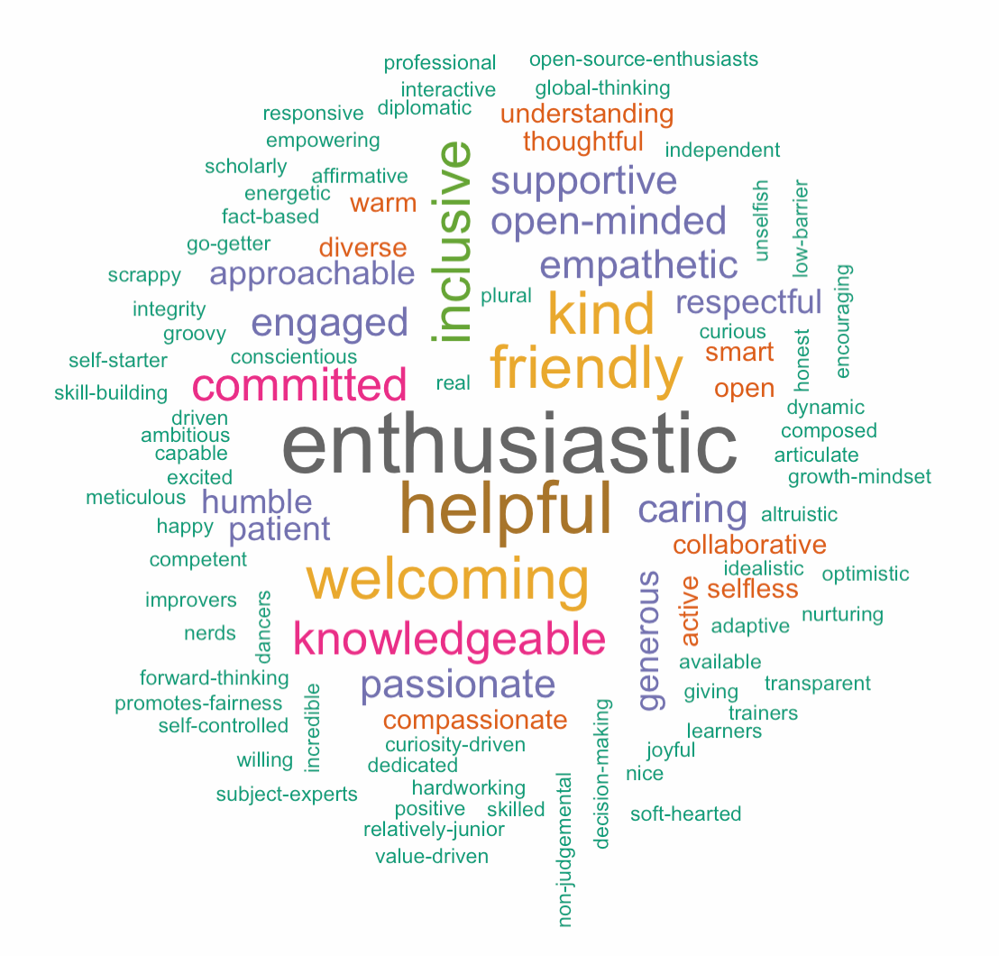 open-source-enthusiasts
professional
global-thinking
interactive
diplomatic
responsive
understanding
empowering
thoughtful
independent
scholarly
affirmative
inclusive
supportive
energetic
warm
unselfish
low-barrier
fact-based
open-minded
go-getter
diverse
empathetic
scrappy
approachable
plural
respectful
encouraging
integrity
kind
engaged
groovy
curious
smart
honest
self-starter
conscientious
friendly
committed
real
open
skill-building
dynamic
driven
enthusiastic
composed
ambitious
capable
articulate
excited
growth-mindset
meticulous
humble
helpful
caring
altruistic
happy
patient
collaborative
competent
idealistic
optimistic
welcoming
selfless
improvers
generous
active
nurturing
adaptive
nerds
dancers
knowledgeable
available
forward-thinking
passionate
transparent
giving
promotes-fairness
trainers
self-controlled
incredible
compassionate
learners
curiosity-driven
joyful
willing
dedicated
decision-making
nice
hardworking
subject-experts
positive
skilled
soft-hearted
relatively-junior
non-judgemental
value-driven